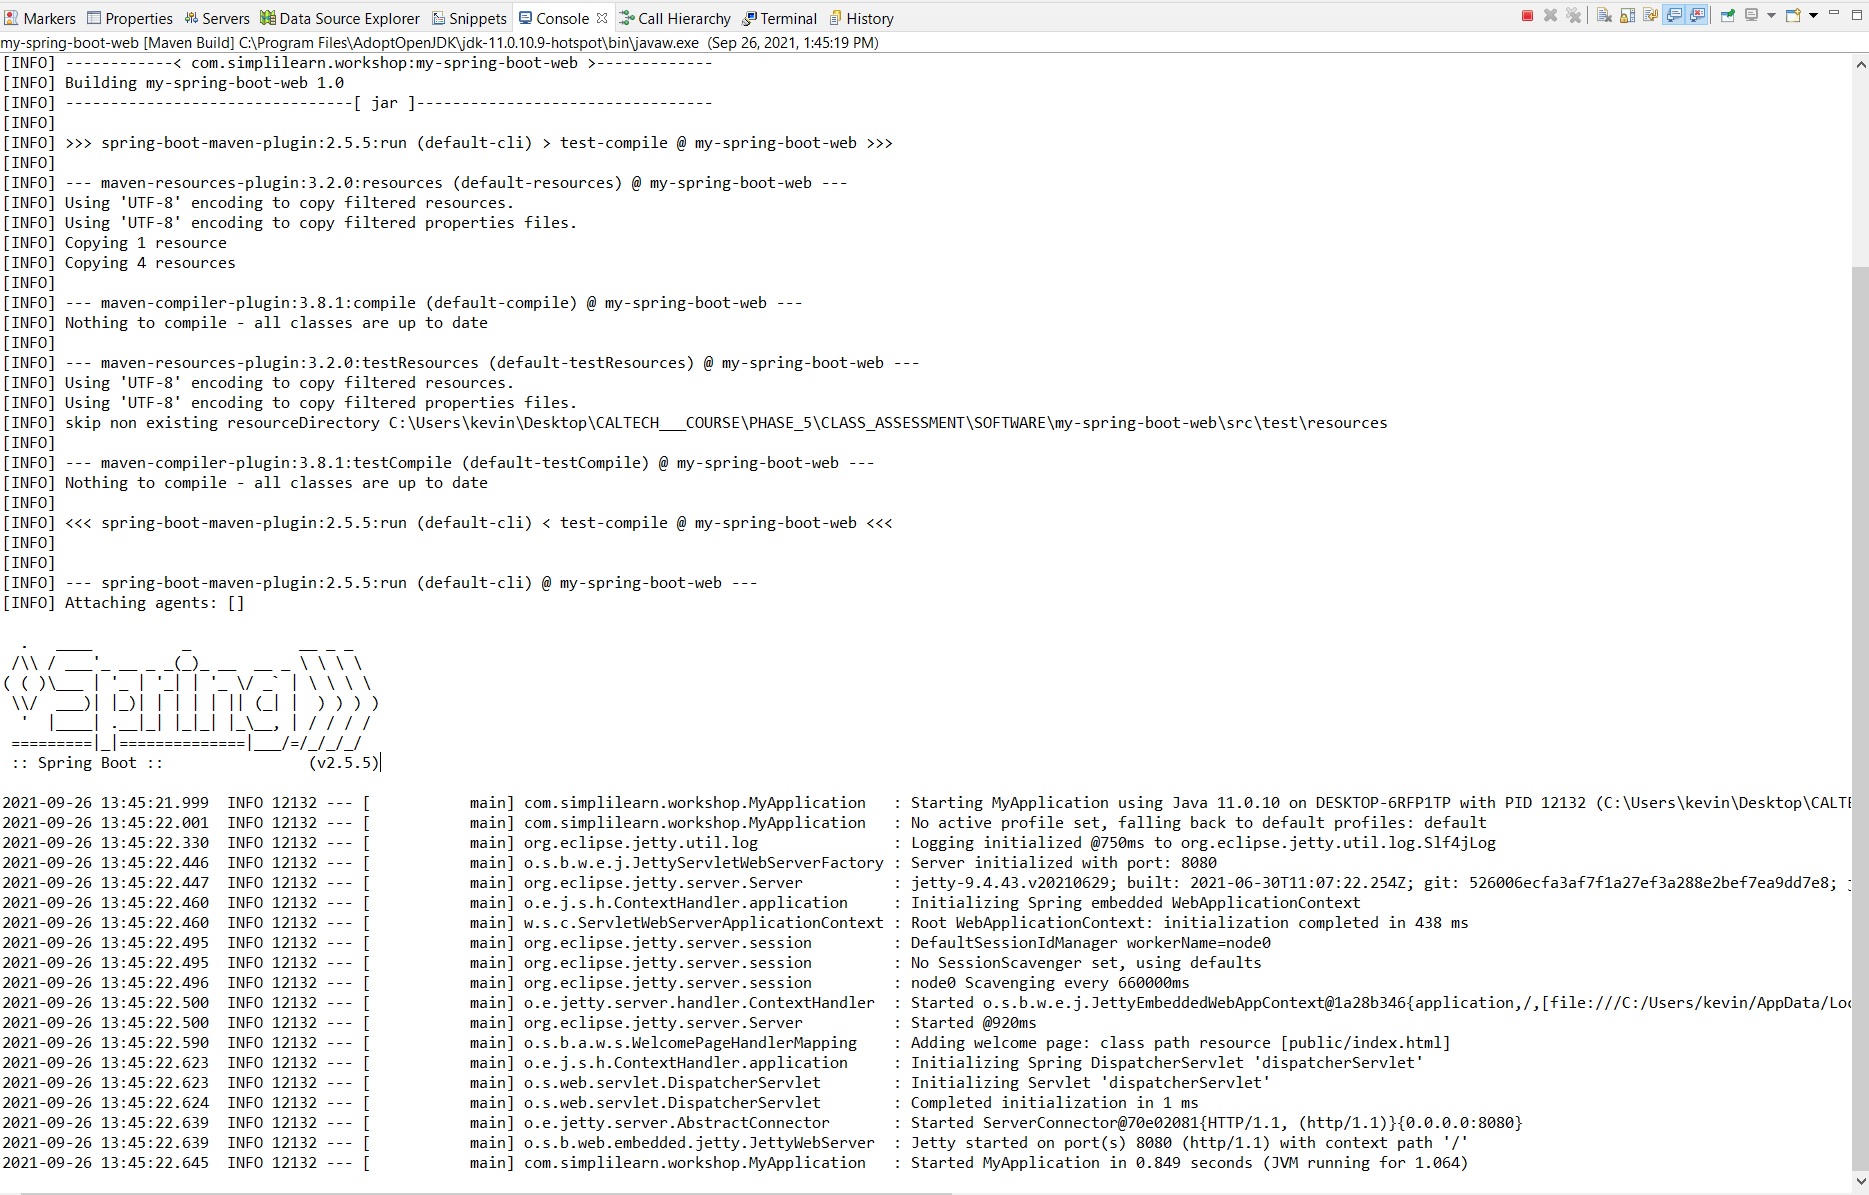 Markers Properties Servers Data Source Explorer Snippets Console Call Hierarchy Terminal History
my-spring-boot-web [Maven Build] C:\Program Files\AdoptOpenJDK\jdk-11.0.10.9-hotspot\bin\javaw.exe (Sep 26, 2021, 1:45:19 PM)
[INFO] ------------< com.simplilearn.workshop:my-spring-boot-web >-------------
[INFO] Building my-spring-boot-web 1.0
[INFO] --------------------------------[ jar ]---------------------------------
[INFO]
[INFO] >>> spring-boot-maven-plugin:2.5.5:run (default-cli) > test-compile @ my-spring-boot-web >>>
[INFO]
[INFO] --- maven-resources-plugin:3.2.0:resources (default-resources) @ my-spring-boot-web ---
[INFO] Using 'UTF-8' encoding to copy filtered resources.
[INFO] Using 'UTF-8' encoding to copy filtered properties files.
[INFO] Copying 1 resource
[INFO] Copying 4 resources
[INFO]
[INFO] --- maven-compiler-plugin:3.8.1:compile (default-compile) @ my-spring-boot-web ---
[INFO] Nothing to compile - all classes are up to date
[INFO]
[INFO] --- maven-resources-plugin:3.2.0:testResources (default-testResources) @ my-spring-boot-web ---
[INFO] Using 'UTF-8' encoding to copy filtered resources.
[INFO] Using 'UTF-8' encoding to copy filtered properties files.
[INFO] skip non existing resourceDirectory C:\Users\kevin\Desktop\CALTECH___COURSE\PHASE_5\CLASS_ASSESSMENT\SOFTWARE\my-spring-boot-web\src\test\resources
[INFO]
[INFO] --- maven-compiler-plugin:3.8.1:testCompile (default-testCompile) @ my-spring-boot-web ---
[INFO] Nothing to compile - all classes are up to date
[INFO]
[INFO] <<< spring-boot-maven-plugin:2.5.5:run (default-cli) < test-compile @ my-spring-boot-web <<<
[INFO]
[INFO]
[INFO] --- spring-boot-maven-plugin:2.5.5:run (default-cli) @ my-spring-boot-web ---
[INFO] Attaching agents: []
  .   ____          _            __ _ _
 /\\ / ___'_ __ _ _(_)_ __  __ _ \ \ \ \
( ( )\___ | '_ | '_| | '_ \/ _` | \ \ \ \
 \\/  ___)| |_)| | | | | || (_| |  ) ) ) )
  '  |____| .__|_| |_|_| |_\__, | / / / /
 =========|_|==============|___/=/_/_/_/
 :: Spring Boot ::                (v2.5.5)
2021-09-26 13:45:21.999  INFO 12132 --- [           main] com.simplilearn.workshop.MyApplication   : Starting MyApplication using Java 11.0.10 on DESKTOP-6RFP1TP with PID 12132 (C:\Users\kevin\Desktop\CALTE
2021-09-26 13:45:22.001  INFO 12132 --- [           main] com.simplilearn.workshop.MyApplication   : No active profile set, falling back to default profiles: default
2021-09-26 13:45:22.330  INFO 12132 --- [           main] org.eclipse.jetty.util.log               : Logging initialized @750ms to org.eclipse.jetty.util.log.Slf4jLog
2021-09-26 13:45:22.446  INFO 12132 --- [           main] o.s.b.w.e.j.JettyServletWebServerFactory : Server initialized with port: 8080
2021-09-26 13:45:22.447  INFO 12132 --- [           main] org.eclipse.jetty.server.Server          : jetty-9.4.43.v20210629; built: 2021-06-30T11:07:22.254Z; git: 526006ecfa3af7f1a27ef3a288e2bef7ea9dd7e8; j
2021-09-26 13:45:22.460  INFO 12132 --- [           main] o.e.j.s.h.ContextHandler.application     : Initializing Spring embedded WebApplicationContext
2021-09-26 13:45:22.460  INFO 12132 --- [           main] w.s.c.ServletWebServerApplicationContext : Root WebApplicationContext: initialization completed in 438 ms
2021-09-26 13:45:22.495  INFO 12132 --- [           main] org.eclipse.jetty.server.session         : DefaultSessionIdManager workerName=node0
2021-09-26 13:45:22.495  INFO 12132 --- [           main] org.eclipse.jetty.server.session         : No SessionScavenger set, using defaults
2021-09-26 13:45:22.496  INFO 12132 --- [           main] org.eclipse.jetty.server.session         : node0 Scavenging every 660000ms
2021-09-26 13:45:22.500  INFO 12132 --- [           main] o.e.jetty.server.handler.ContextHandler  : Started o.s.b.w.e.j.JettyEmbeddedWebAppContext@1a28b346{application,/,[file:///C:/Users/kevin/AppData/Loc
2021-09-26 13:45:22.500  INFO 12132 --- [           main] org.eclipse.jetty.server.Server          : Started @920ms
2021-09-26 13:45:22.590  INFO 12132 --- [           main] o.s.b.a.w.s.WelcomePageHandlerMapping    : Adding welcome page: class path resource [public/index.html]
2021-09-26 13:45:22.623  INFO 12132 --- [           main] o.e.j.s.h.ContextHandler.application     : Initializing Spring DispatcherServlet 'dispatcherServlet'
2021-09-26 13:45:22.623  INFO 12132 --- [           main] o.s.web.servlet.DispatcherServlet        : Initializing Servlet 'dispatcherServlet'
2021-09-26 13:45:22.624  INFO 12132 --- [           main] o.s.web.servlet.DispatcherServlet        : Completed initialization in 1 ms
2021-09-26 13:45:22.639  INFO 12132 --- [           main] o.e.jetty.server.AbstractConnector       : Started ServerConnector@70e02081{HTTP/1.1, (http/1.1)}{0.0.0.0:8080}
2021-09-26 13:45:22.639  INFO 12132 --- [           main] o.s.b.web.embedded.jetty.JettyWebServer  : Jetty started on port(s) 8080 (http/1.1) with context path '/'
2021-09-26 13:45:22.645  INFO 12132 --- [           main] com.simplilearn.workshop.MyApplication   : Started MyApplication in 0.849 seconds (JVM running for 1.064)